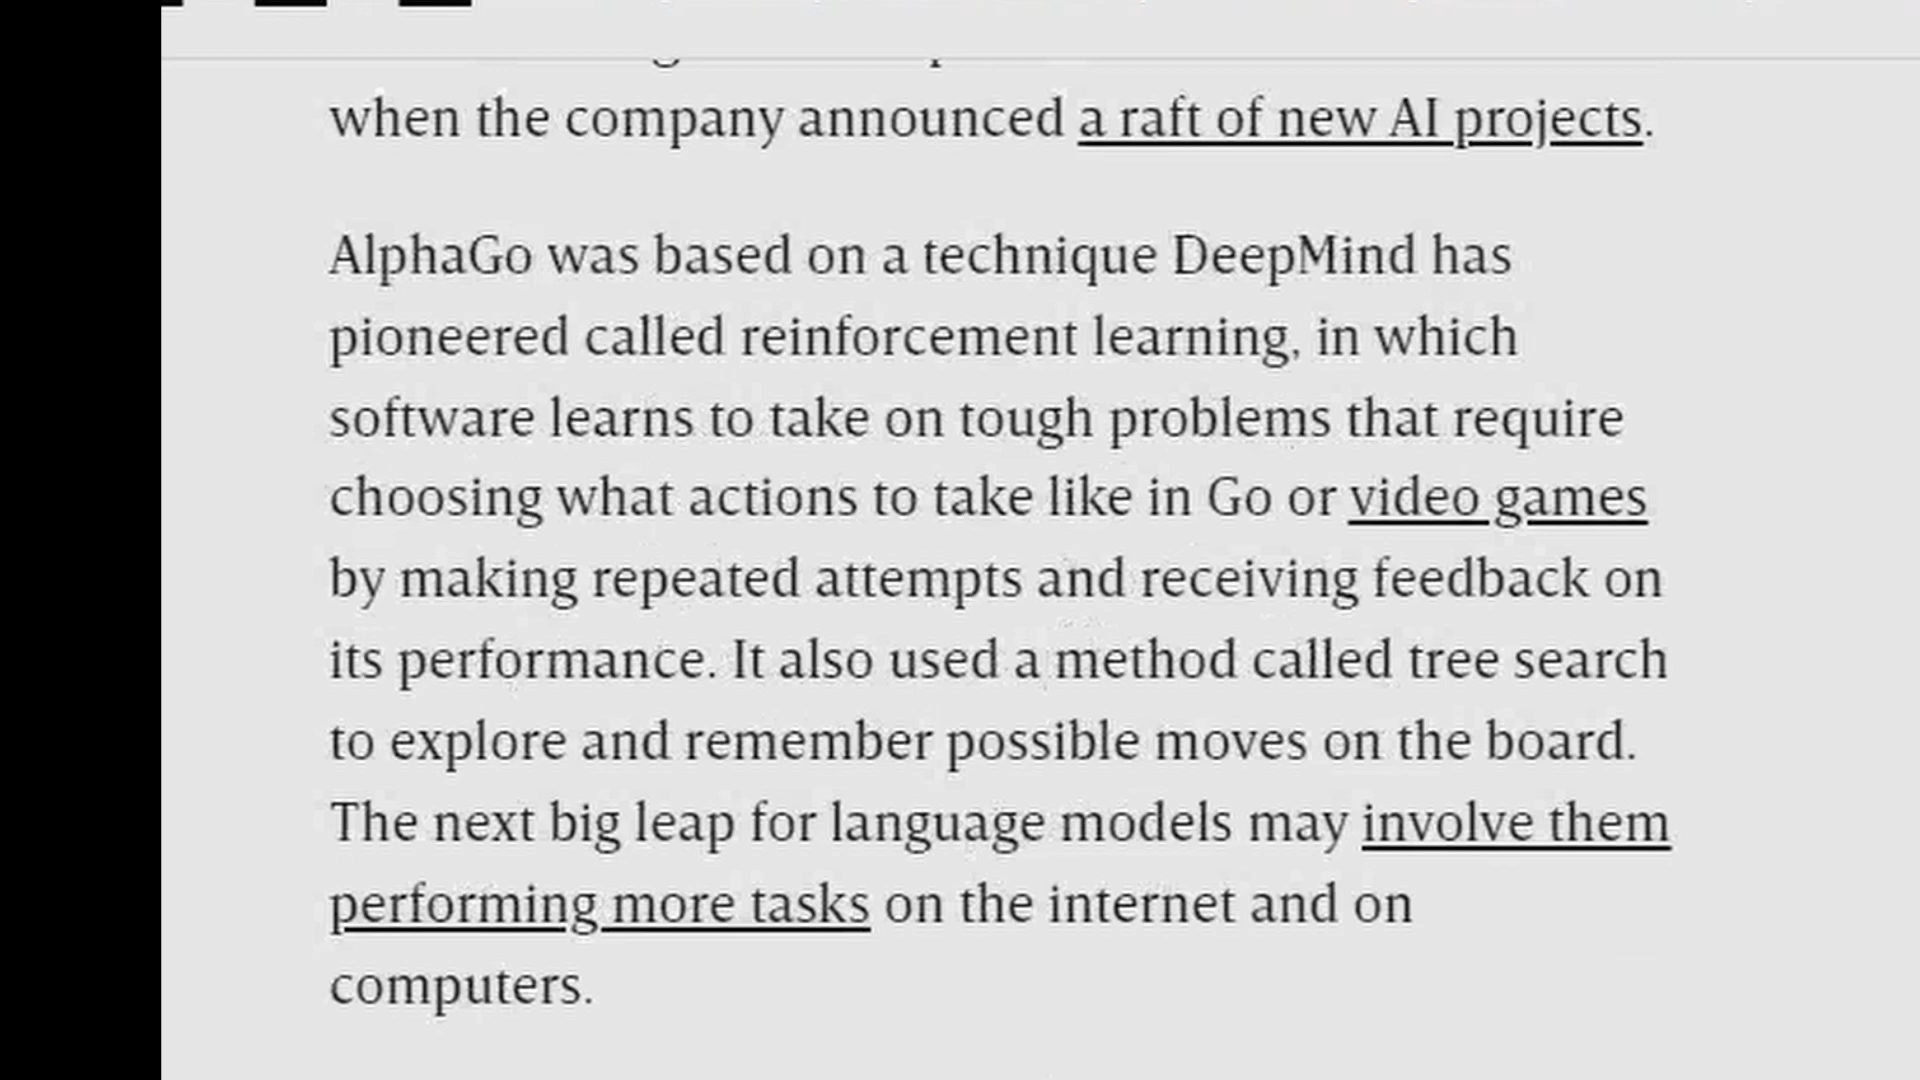 when the company announced a raft of new AI projects.
AlphaGo was based on a technique DeepMind has
pioneered called reinforcement learning, in which
software learns to take on tough problems that require
choosing what actions to take like in Go or video games
by making repeated attempts and receiving feedback on
its performance. It also used a method called tree search
to explore and remember possible moves on the board.
The next big leap for language models may involve them
performing more tasks on the internet and on
computers.